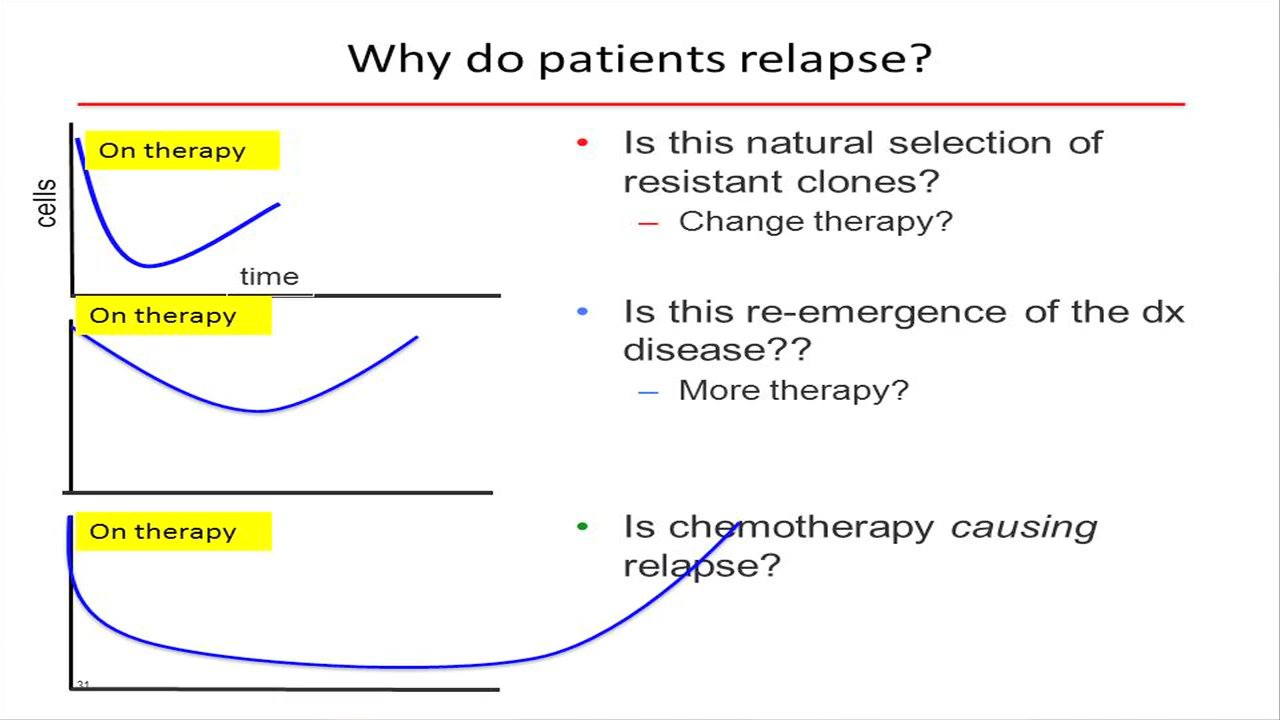 Why do patients relapse?
On therapy
cells
time
• Is this natural selection of
resistant clones?
– Change therapy?
On therapy
• Is this re-emergence of the dx
disease??
– More therapy?
On therapy
• Is chemotherapy causing
relapse?
31